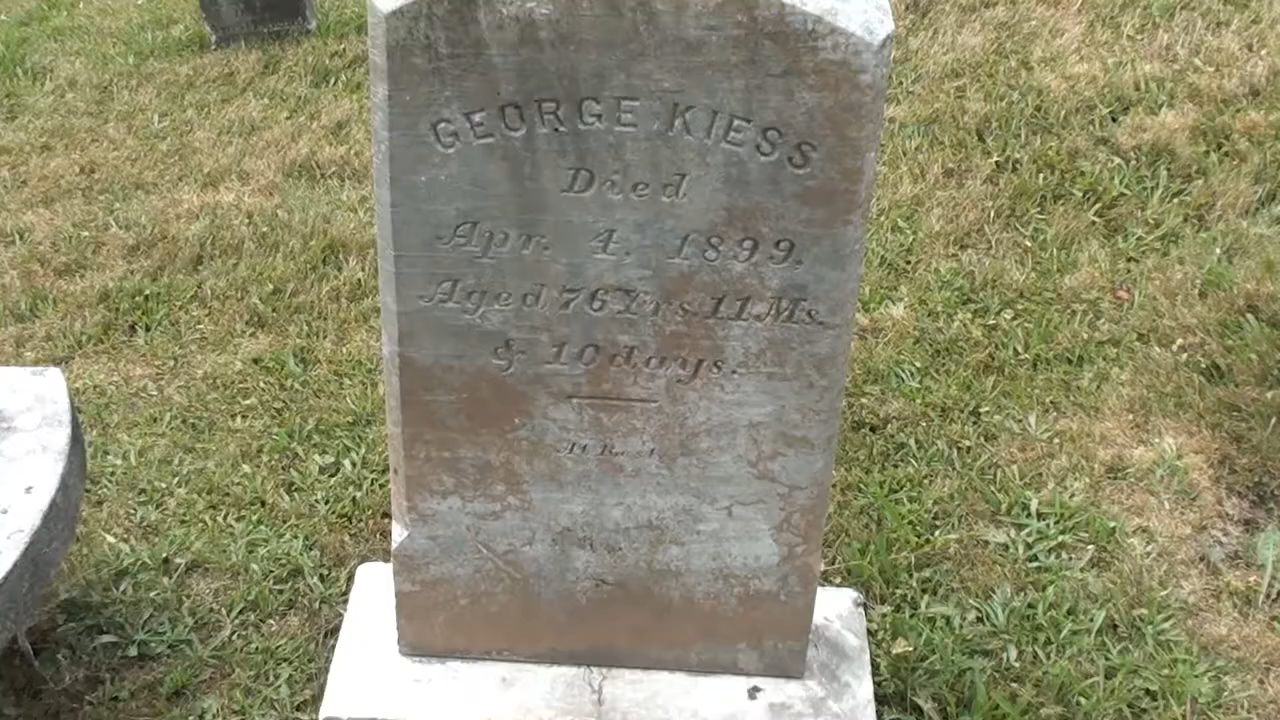 GEORGE KIESS
Died
Apr. 4, 1899.
Aged 76 Yrs 11 Ms.
& 10 days.
At Rest.